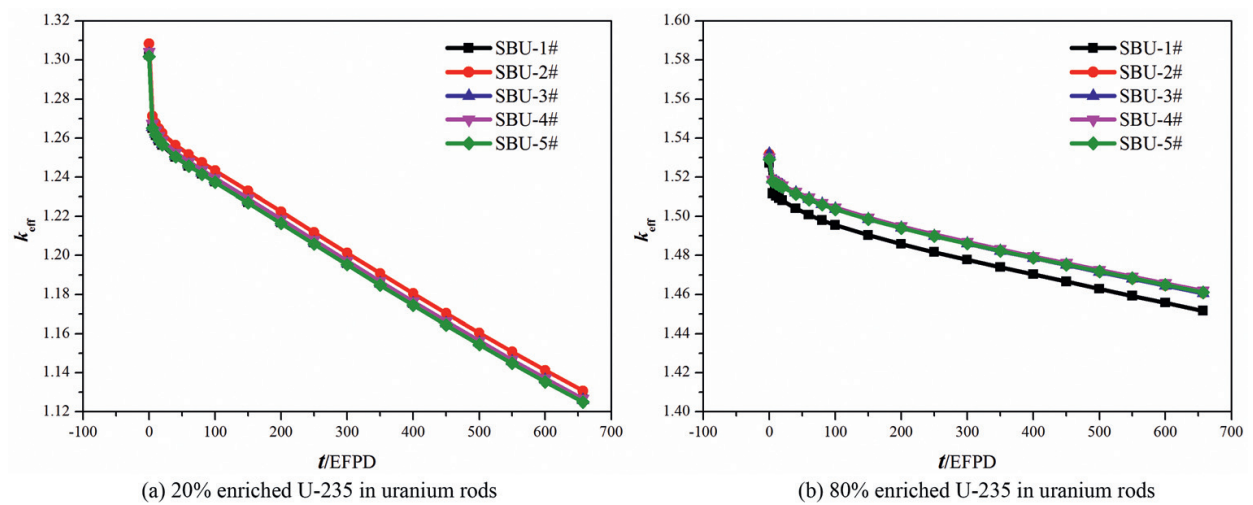 1.32
1.30
1.28
1.26
1.24
1.22
1.20
1.18
1.16
1.14
1.12
keff
-100 0 100 200 300 400 500 600 700
t/EFPD
SBU-1#
SBU-2#
SBU-3#
SBU-4#
SBU-5#
(a) 20% enriched U-235 in uranium rods
1.60
1.58
1.56
1.54
1.52
1.50
1.48
1.46
1.44
1.42
1.40
keff
-100 0 100 200 300 400 500 600 700
t/EFPD
SBU-1#
SBU-2#
SBU-3#
SBU-4#
SBU-5#
(b) 80% enriched U-235 in uranium rods